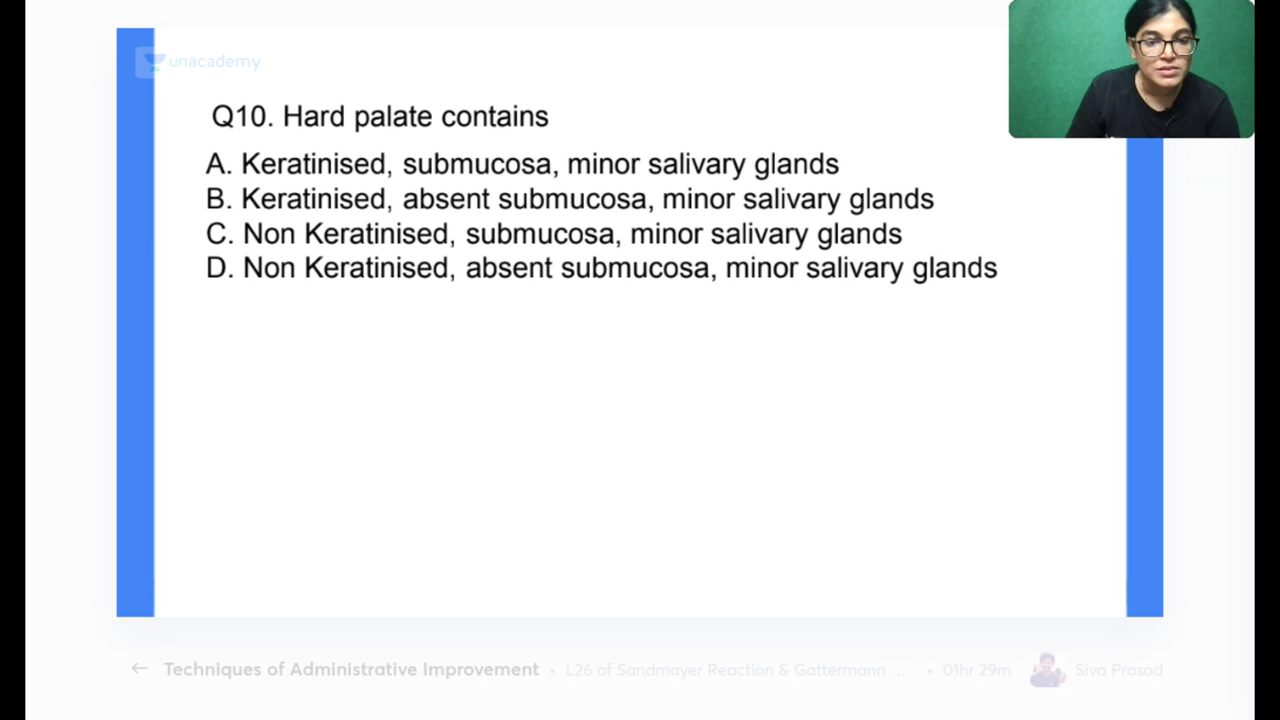 unacademy
Q10. Hard palate contains
A. Keratinised, submucosa, minor salivary glands
B. Keratinised, absent submucosa, minor salivary glands
C. Non Keratinised, submucosa, minor salivary glands
D. Non Keratinised, absent submucosa, minor salivary glands
← Techniques of Administrative Improvement • L26 of Sandmayer Reaction & Gattermann ... • 01hr 29m Siva Prasad